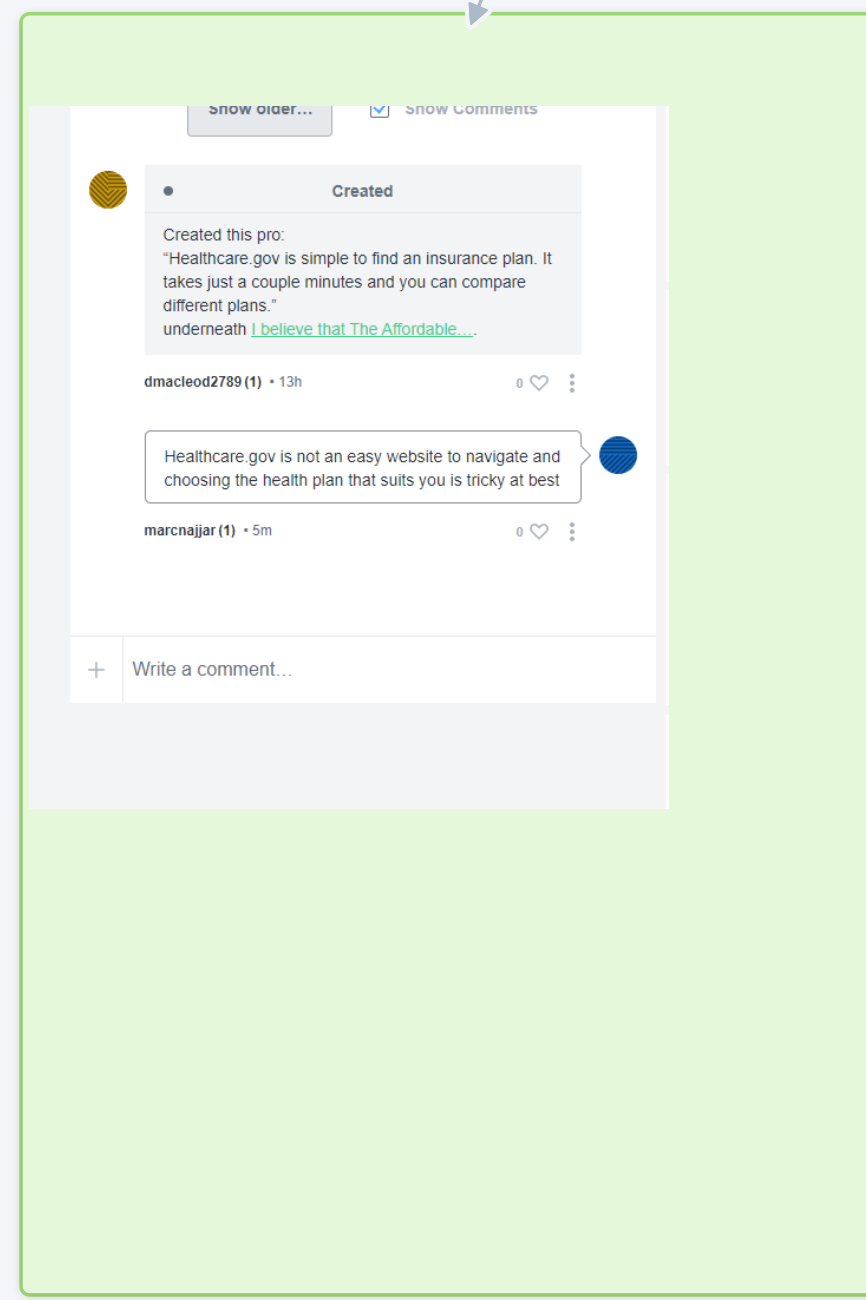 Show older...
Show Comments
Created
Created this pro:
“Healthcare.gov is simple to find an insurance plan. It
takes just a couple minutes and you can compare
different plans.”
underneath I believe that The Affordable….
dmacleod2789 (1) • 13h
0
Healthcare.gov is not an easy website to navigate and
choosing the health plan that suits you is tricky at best
marcnajjar (1) • 5m
0
Write a comment…